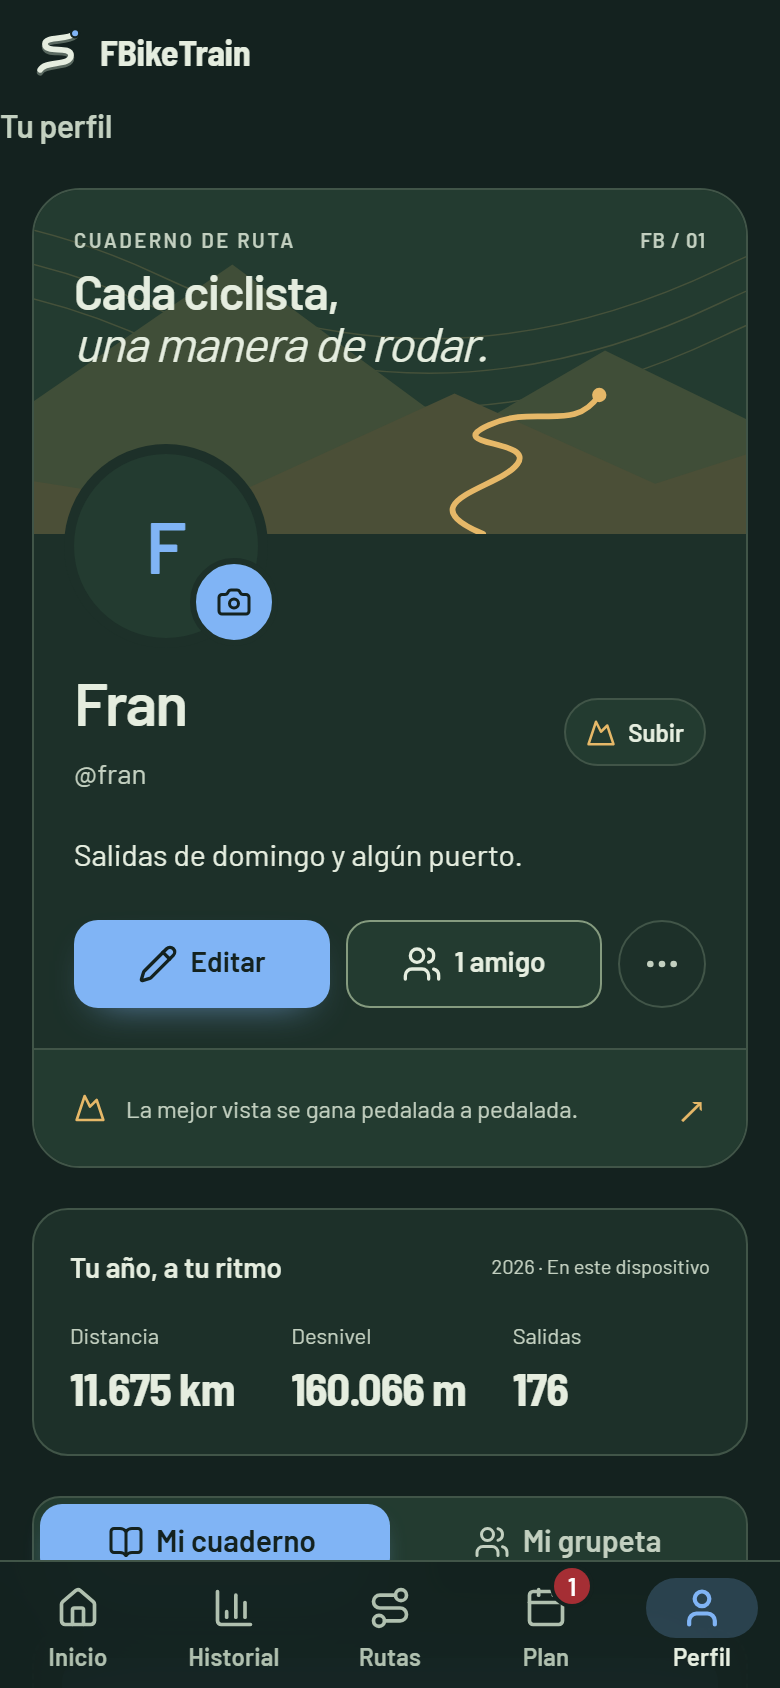 FBikeTrain
Tu perfil
CUADERNO DE RUTA
FB / 01
Cada ciclista,
una manera de rodar.
F
Fran
@fran
Subir
Salidas de domingo y algún puerto.
Editar
1 amigo
La mejor vista se gana pedalada a pedalada.
Tu año, a tu ritmo
2026 · En este dispositivo
Distancia
Desnivel
Salidas
11.675 km
160.066 m
176
Mi cuaderno
Mi grupeta
1
Inicio
Historial
Rutas
Plan
Perfil